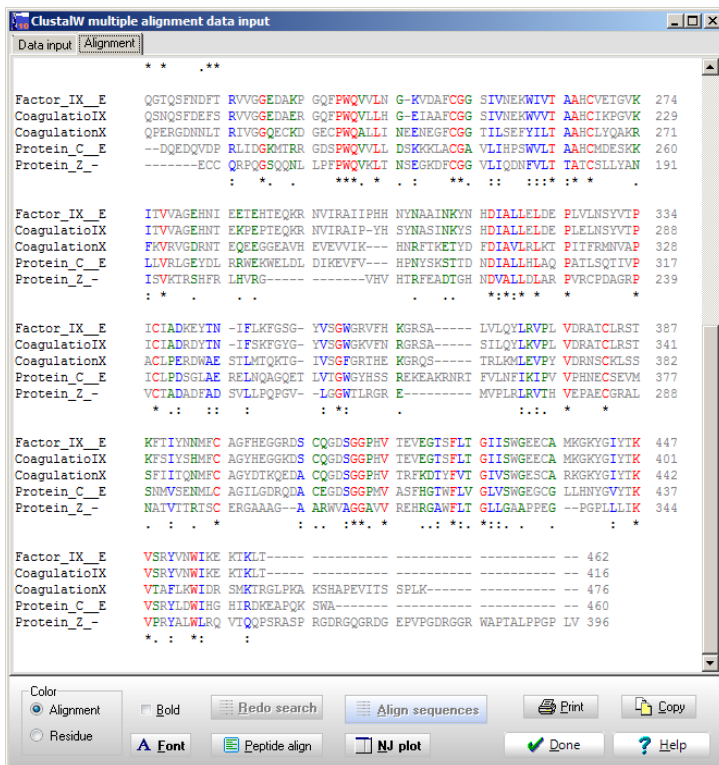 ClustalW multiple alignment data input
Data input Alignment
* * .**
Factor_IX__E QGTQSFNDFT RVVGGEDAKP GQFPWQVVLN G-KVDAFCGG SIVNEKWIVT AAHCVETGVK 274
CoagulatioIX QSNQSFDEFS RIVGGENAKP GQFPWQVLLH G-EIAAFCGG SIVNEKWVVT AAHCIKPGVK 229
CoagulationX QPERGDNNLT RIVGGQECKD GECPWQALLI NEENEGFCGG TILSEFYILT AAHCLYQAKR 271
Protein_C__E --DQEDQVDP RLIDGKMTRR GDSPWQVVLL DSKKKLACGA VLIHPSWVLT AAHCMDESKK 260
Protein_Z_- -------ECC QRPQGSQQNL LPFPWQVKLT N-SEGKDFCGG VLIQDNFVLT TATCSLLYAN 191
: *. . ***. * . :  **. :: :::* :* * .
Factor_IX__E ITVVAGEHNI EETEHTEQKR NVIRAIIPHH NYNAAINKYN HDIALLELDE PLVLNSYVTP 334
CoagulatioIX ITVVAGEHNT EKPEPTEQKR NVIRAIP-YH SYNASINKYS HDIALLELDE PLELNSYVTP 288
CoagulationX FKVRVGDRNT EQEEGGEAVH EVEVVIK--- HNRFTKETYD FDIAVLRLKT PITFRMNVAP 328
Protein_C__E LLVRLGEYDL RRWEKWELDL DIKEVFV--- HPNYSKSTTD NDIALLHLAQ PATLSQTIVP 317
Protein_Z_- ISVKTRSHFR LHVRG--------- ---VHV HTRFEADTGH NDVALLDLAR PVRCPDAGRP 239
: * . . . . .. *:*:* * * *
Factor_IX__E ICIADKEYTN -IFLKFGSG- YVSGWGRVFH KGRSA----- LVLQYLRVPL VDRATCLRST 387
CoagulatioIX ICIADRDYTN -IFSKFGYG- YVSGWGKVFN RGRSA----- SILQYLKVPL VDRATCLRST 341
CoagulationX ACLPERDWAE STLMTQKTG- IVSGFGRTHE KGRQS----- TRLKMLEVPY VDRNSCKLSS 382
Protein_C__E ICLPDSGLAE RELNQAGQET LVTGWGYHSS REKEAKRNRT FVLNFIKIPV VPHNECSEVM 377
Protein_Z_- VCTADADFAD SVLLPQPGV- LGGWTLRGR E--------- MVPLRLRVTH VEPAECGRAL 288
* .: :: : : *: . :.:. * *
Factor_IX__E KFTIYNNMFC AGFHEGGRDS CQGDSGGPHV TEVEGTSFLT GIISWGEECA MKGKYGIYTK 447
CoagulatioIX KFSIYSHMFC AGYHEGGKDS CQGDSGGPHV TEVEGTSFLT GIISWGEECA MKGKYGIYTK 401
CoagulationX SFIITQNMFC AGYDTKQEDA CQGDSGGPHV TRFKDTYFVT GIVSWGESCA RKGKYGIYTK 442
Protein_C__E SNMVSENMLC AGILGDRQDA CEGDSGGPMV ASFHGTWFLV GLVSWGEGCG LLHNYGVYTK 437
Protein_Z_- NATVTTRTSC ERGAAAG-A ARWVAGGAVV REHRGAWFLT GLLGAAPPEG --PGPLLLIK 344
. : . * : .. :**. * ..: *: *::. . : *
Factor_IX__E VSRYVNWIKE KTKLT----- ---------- ---------- ---------- -- 462
CoagulatioIX VSRYVNWIKE KTKLT----- ---------- ---------- ---------- -- 416
CoagulationX VTAFLKWIDR SMKTRGLPKA KSHAPEVITS SPLK------ ---------- -- 476
Protein_C__E VSRYLDWIHG HIRDKEAPQK SWA------- ---------- ---------- -- 460
Protein_Z_- VPRYALWLRQ VTQQPSRASP RGDRGQGRDG EPVPGDRGGR WAPTALPPGP LV 396
*. : *: :
Color
Alignment
Residue
Bold
Redo search
Align sequences
Print
Copy
A Font
Peptide align
NJ plot
Done
Help